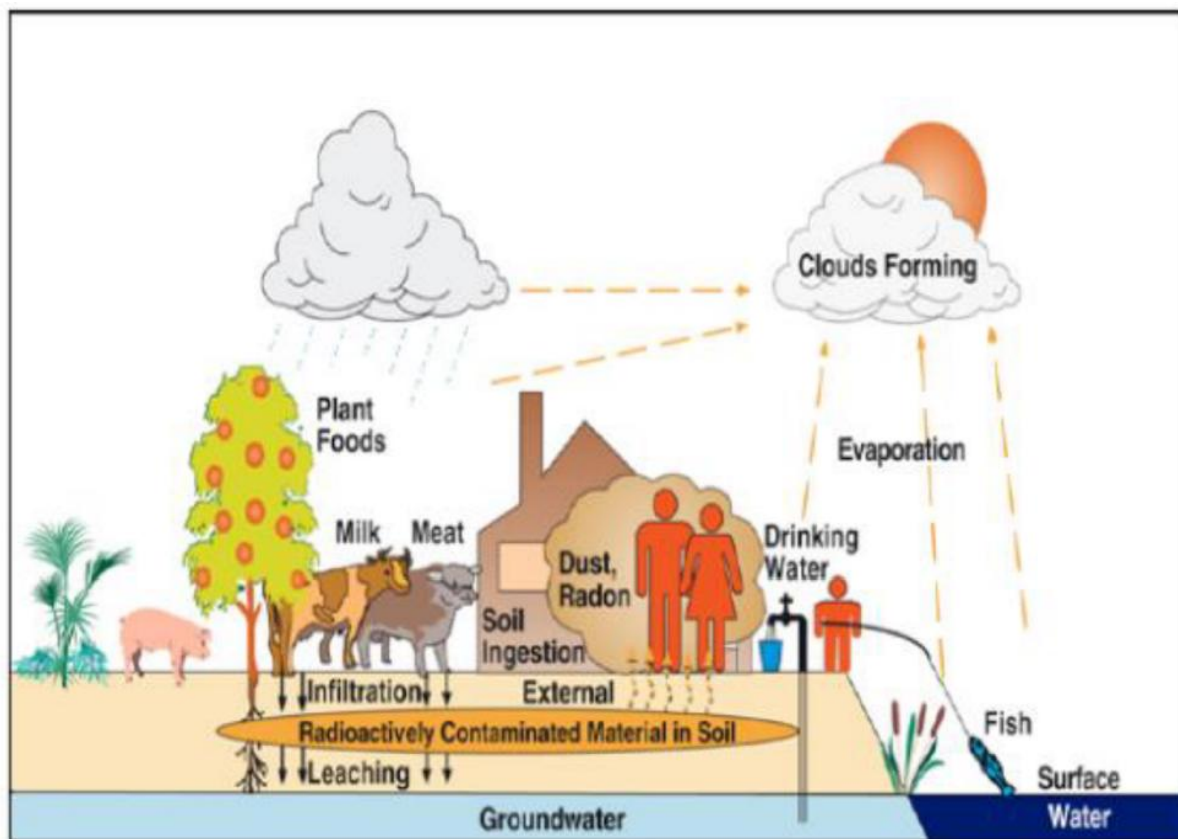 Clouds Forming
Plant
Foods
Evaporation
Milk
Meat
Drinking
Water
Dust,
Radon
Soil
Ingestion
Infiltration
External
Radioactively Contaminated Material in Soil
Leaching
Fish
Surface
Water
Groundwater